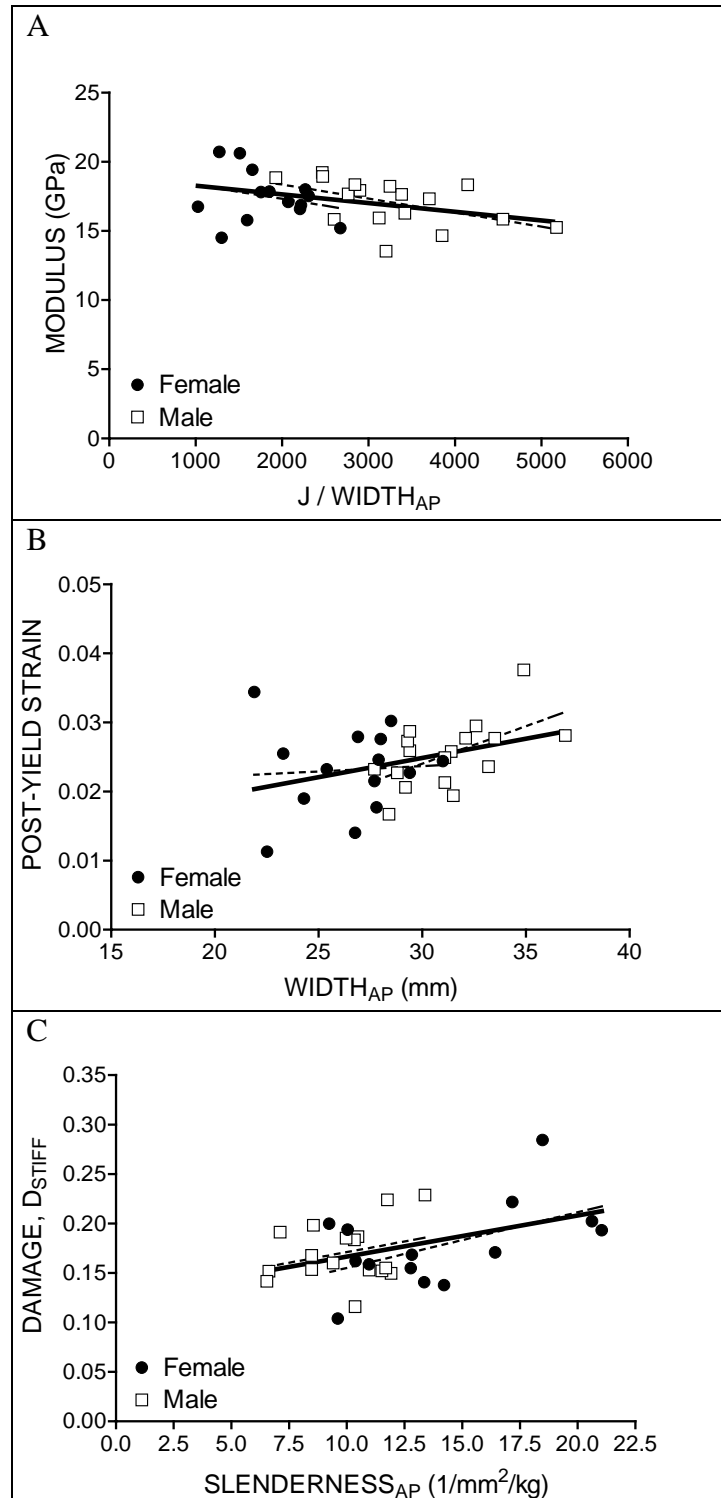 A
MODULUS (GPa)
25
20
15
10
5
0
Female
Male
0 1000 2000 3000 4000 5000 6000
J / WIDTHAP
B
POST-YIELD STRAIN
0.05
0.04
0.03
0.02
0.01
0.00
Female
Male
15 20 25 30 35 40
WIDTHAP (mm)
C
DAMAGE, DSTIFF
0.35
0.30
0.25
0.20
0.15
0.10
0.05
0.00
Female
Male
0.0 2.5 5.0 7.5 10.0 12.5 15.0 17.5 20.0 22.5
SLENDERNESSAP (1/mm²/kg)